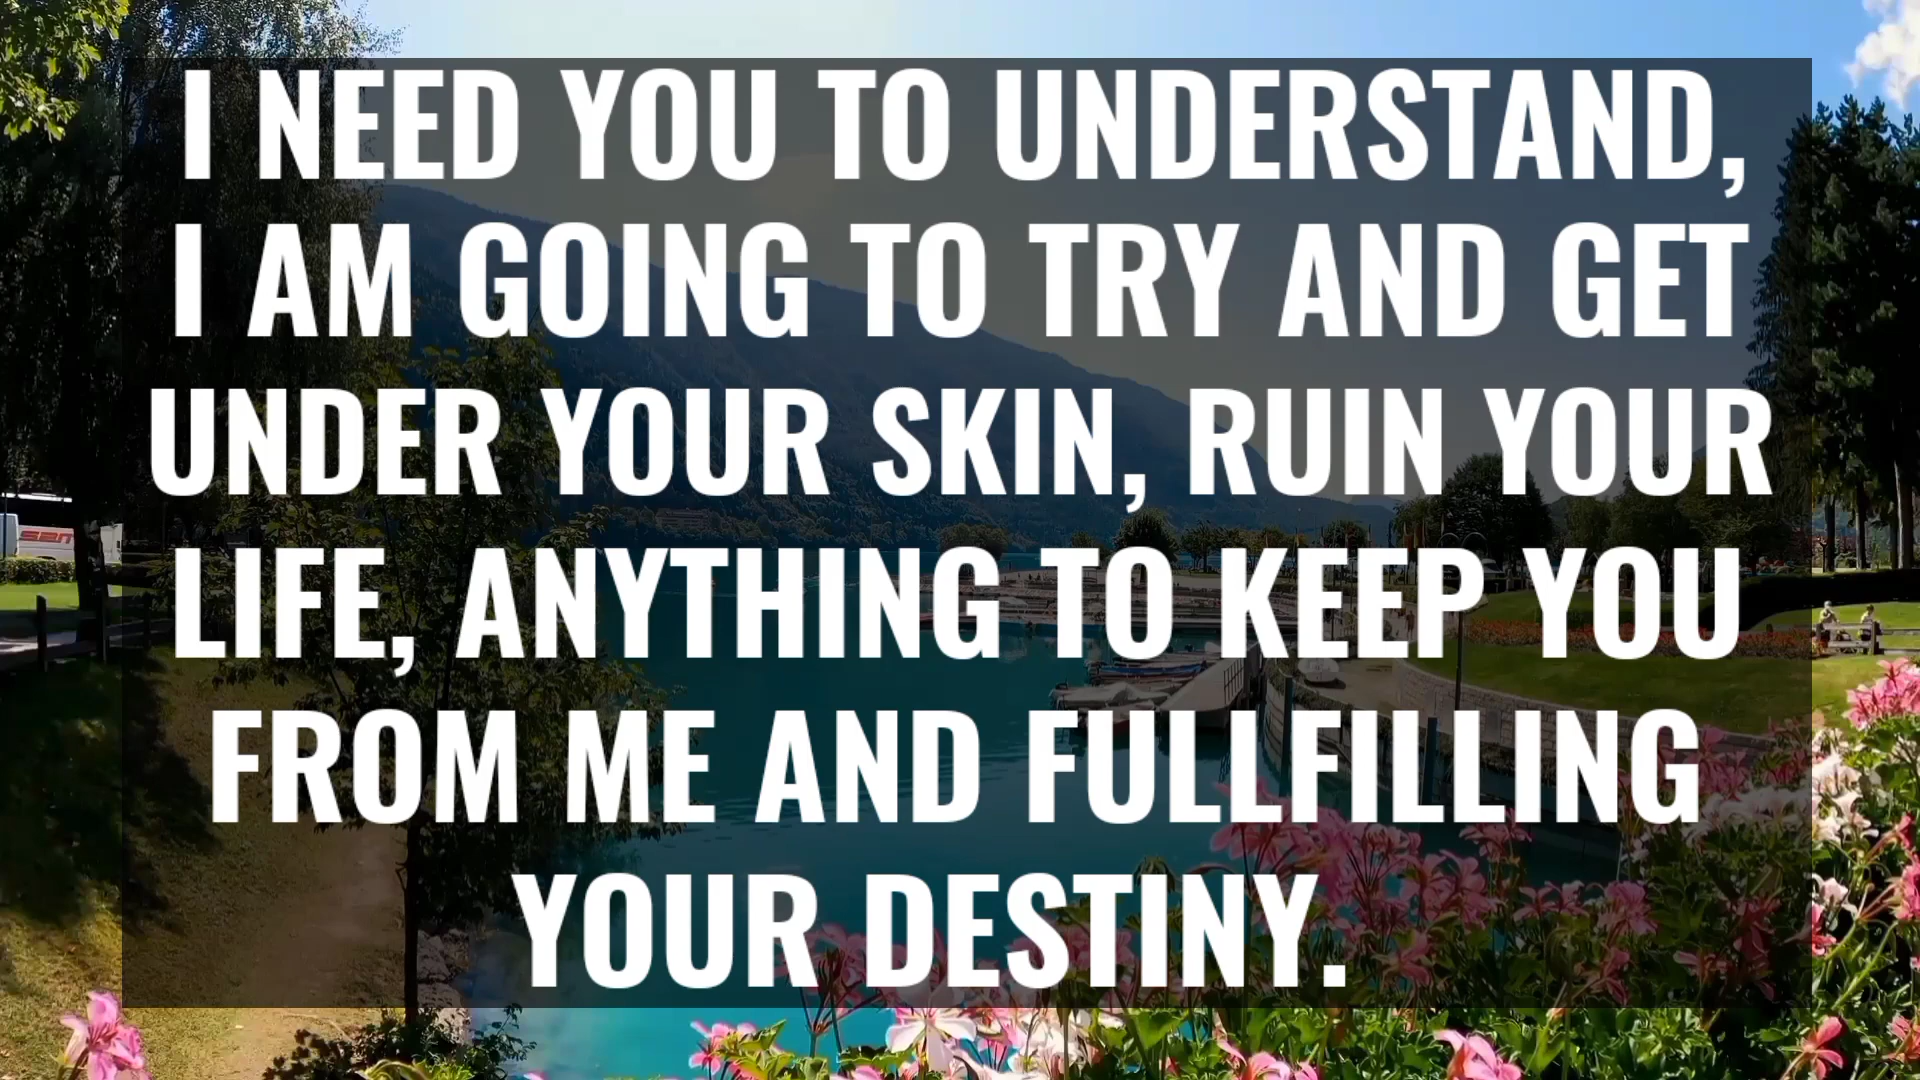 I NEED YOU TO UNDERSTAND,
I AM GOING TO TRY AND GET
UNDER YOUR SKIN, RUIN YOUR
LIFE, ANYTHING TO KEEP YOU
FROM ME AND FULLFILLING
YOUR DESTINY.